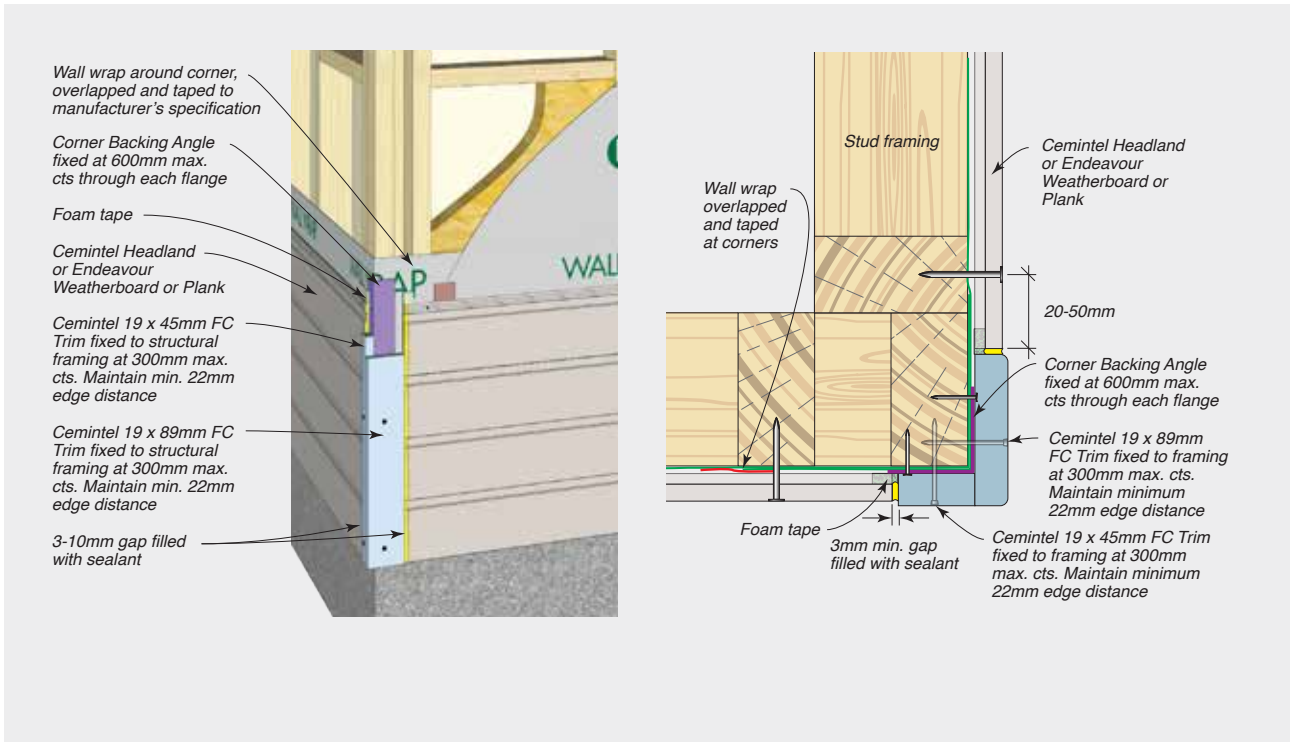 Wall wrap around corner,
overlapped and taped to
manufacturer's specification
Corner Backing Angle
fixed at 600mm max.
cts through each flange
Foam tape
Cemintel Headland
or Endeavour
Weatherboard or Plank
Cemintel 19 x 45mm FC
Trim fixed to structural
framing at 300mm max.
cts. Maintain min. 22mm
edge distance
Cemintel 19 x 89mm FC
Trim fixed to structural
framing at 300mm max.
cts. Maintain min. 22mm
edge distance
3-10mm gap filled
with sealant
WAL
Stud framing
Wall wrap
overlapped
and taped
at corners
Cemintel Headland
or Endeavour
Weatherboard or
Plank
20-50mm
Corner Backing Angle
fixed at 600mm max.
cts through each flange
Cemintel 19 x 89mm
FC Trim fixed to framing
at 300mm max. cts.
Maintain minimum
22mm edge distance
Foam tape
3mm min. gap
filled with sealant
Cemintel 19 x 45mm FC Trim
fixed to framing at 300mm
max. cts. Maintain minimum
22mm edge distance